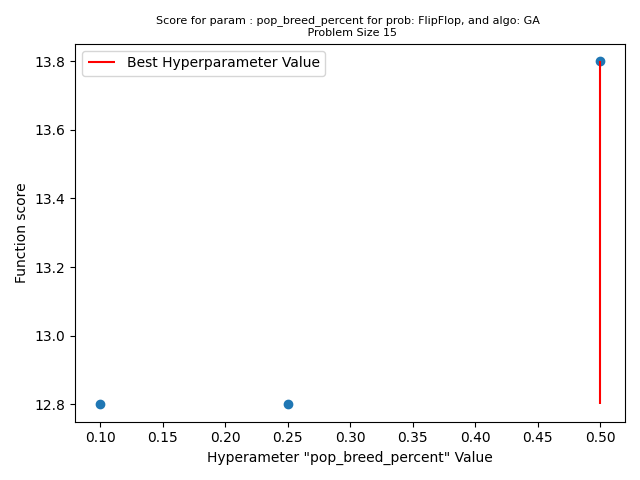 Score for param : pop_breed_percent for prob: FlipFlop, and algo: GA
Problem Size 15
Best Hyperparameter Value
Function score
13.8
13.6
13.4
13.2
13.0
12.8
0.10 0.15 0.20 0.25 0.30 0.35 0.40 0.45 0.50
Hyperameter "pop_breed_percent" Value